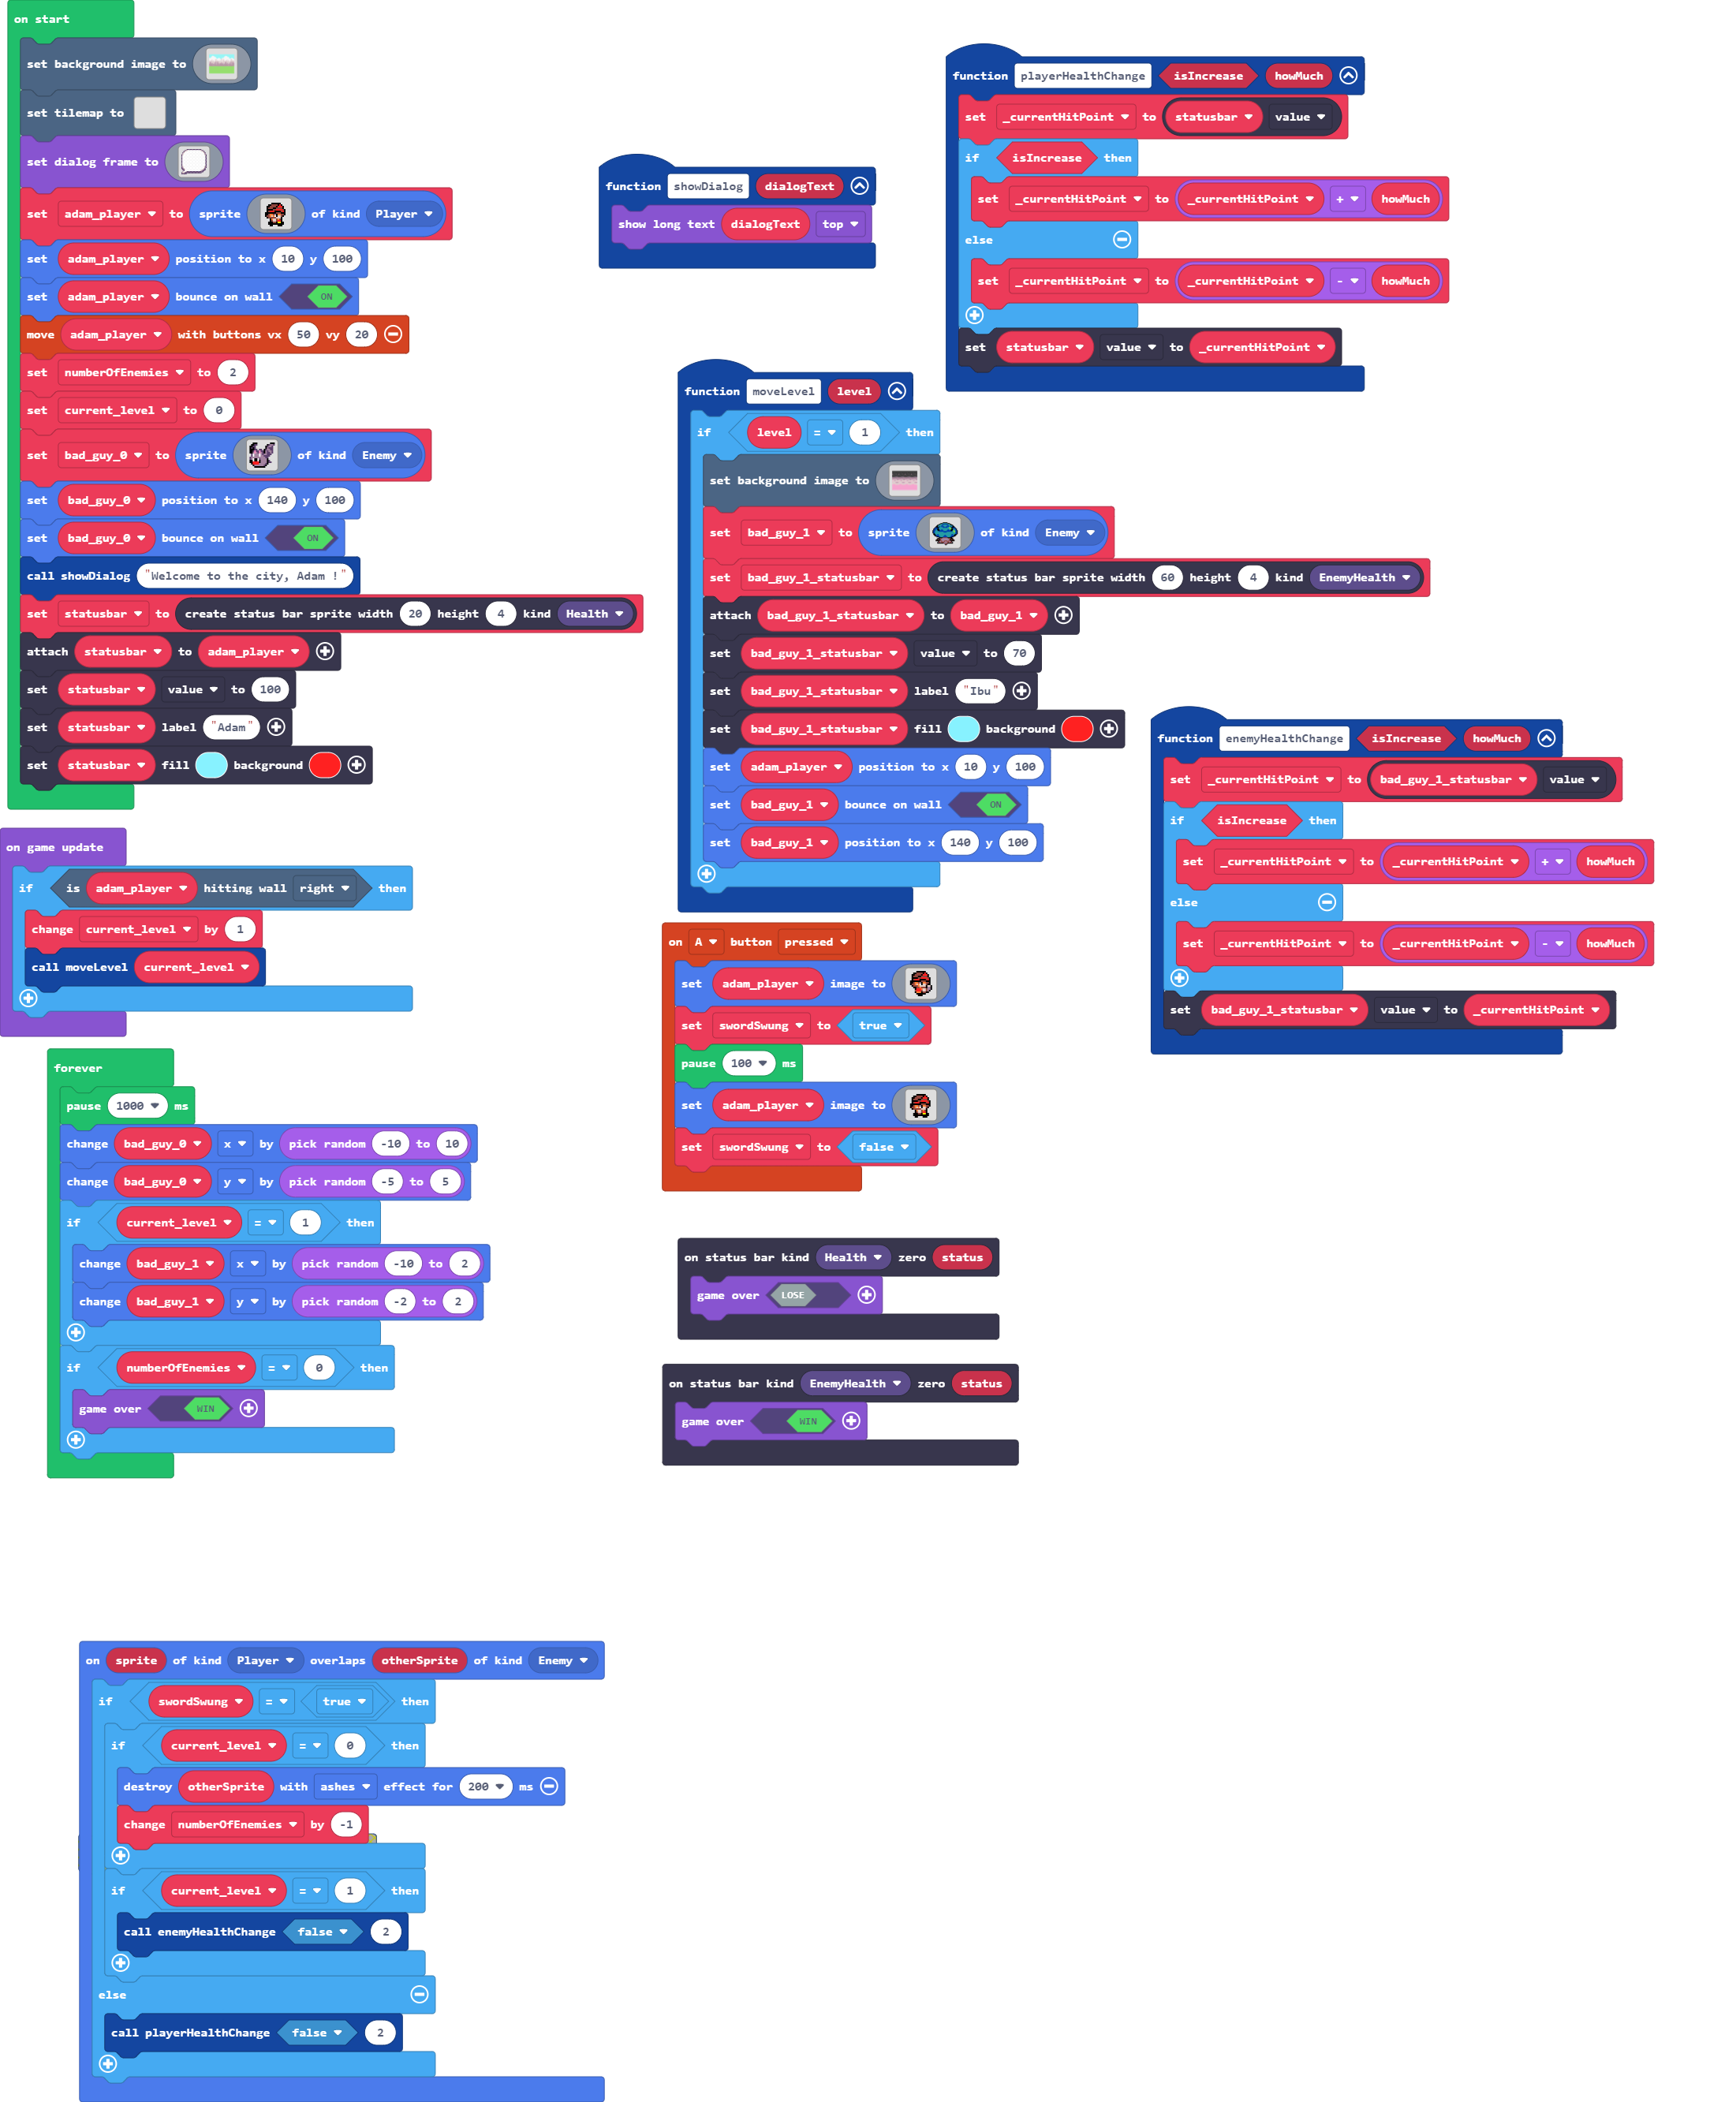 on start
set background image to
set tilemap to
set dialog frame to
set adam_player to sprite of kind Player
set adam_player position to x 10 y 100
set adam_player bounce on wall ON
move adam_player with buttons vx 50 vy 20
set numberOfEnemies to 2
set current_level to 0
set bad_guy_0 to sprite of kind Enemy
set bad_guy_0 position to x 140 y 100
set bad_guy_0 bounce on wall ON
call showDialog "Welcome to the city, Adam !"
set statusbar to create status bar sprite width 20 height 4 kind Health
attach statusbar to adam_player
set statusbar value to 100
set statusbar label "Adam"
set statusbar fill background
on game update
if is adam_player hitting wall right then
change current_level by 1
call moveLevel current_level
forever
pause 1000 ms
change bad_guy_0 x by pick random -10 to 10
change bad_guy_0 y by pick random -5 to 5
if current_level = 1 then
change bad_guy_1 x by pick random -10 to 2
change bad_guy_1 y by pick random -2 to 2
if numberOfEnemies = 0 then
game over WIN
function showDialog dialogText
show long text dialogText top
function playerHealthChange isIncrease howMuch
set _currentHitPoint to statusbar value
if isIncrease then
set _currentHitPoint to _currentHitPoint + howMuch
else
set _currentHitPoint to _currentHitPoint - howMuch
set statusbar value to _currentHitPoint
function moveLevel level
if level = 1 then
set background image to
set bad_guy_1 to sprite of kind Enemy
set bad_guy_1_statusbar to create status bar sprite width 60 height 4 kind EnemyHealth
attach bad_guy_1_statusbar to bad_guy_1
set bad_guy_1_statusbar value to 70
set bad_guy_1_statusbar label "Ibu"
set bad_guy_1_statusbar fill background
set adam_player position to x 10 y 100
set bad_guy_1 bounce on wall ON
set bad_guy_1 position to x 140 y 100
function enemyHealthChange isIncrease howMuch
set _currentHitPoint to bad_guy_1_statusbar value
if isIncrease then
set _currentHitPoint to _currentHitPoint + howMuch
else
set _currentHitPoint to _currentHitPoint - howMuch
set bad_guy_1_statusbar value to _currentHitPoint
on A button pressed
set adam_player image to
set swordSwung to true
pause 100 ms
set adam_player image to
set swordSwung to false
on status bar kind Health zero status
game over LOSE
on status bar kind EnemyHealth zero status
game over WIN
on sprite of kind Player overlaps otherSprite of kind Enemy
if swordSwung = true then
if current_level = 0 then
destroy otherSprite with ashes effect for 200 ms
change numberOfEnemies by -1
if current_level = 1 then
call enemyHealthChange false 2
else
call playerHealthChange false 2